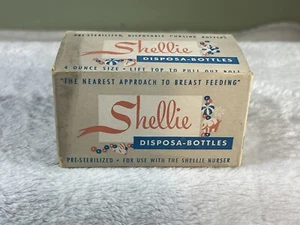 PRE-STERILIZED, DISPOSABLE NURSING BOTTLES
Shellie
DISPOSA-BOTTLES
4 OUNCE SIZE • LIFT TOP TO PULL OUT ROLL
"THE NEAREST APPROACH TO BREAST FEEDING"
Shellie
DISPOSA-BOTTLES
PRE-STERILIZED • FOR USE WITH THE SHELLIE NURSER